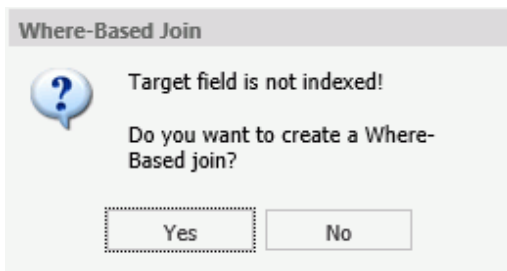 Where-Based Join
Target field is not indexed!
Do you want to create a Where-
Based join?
Yes
No